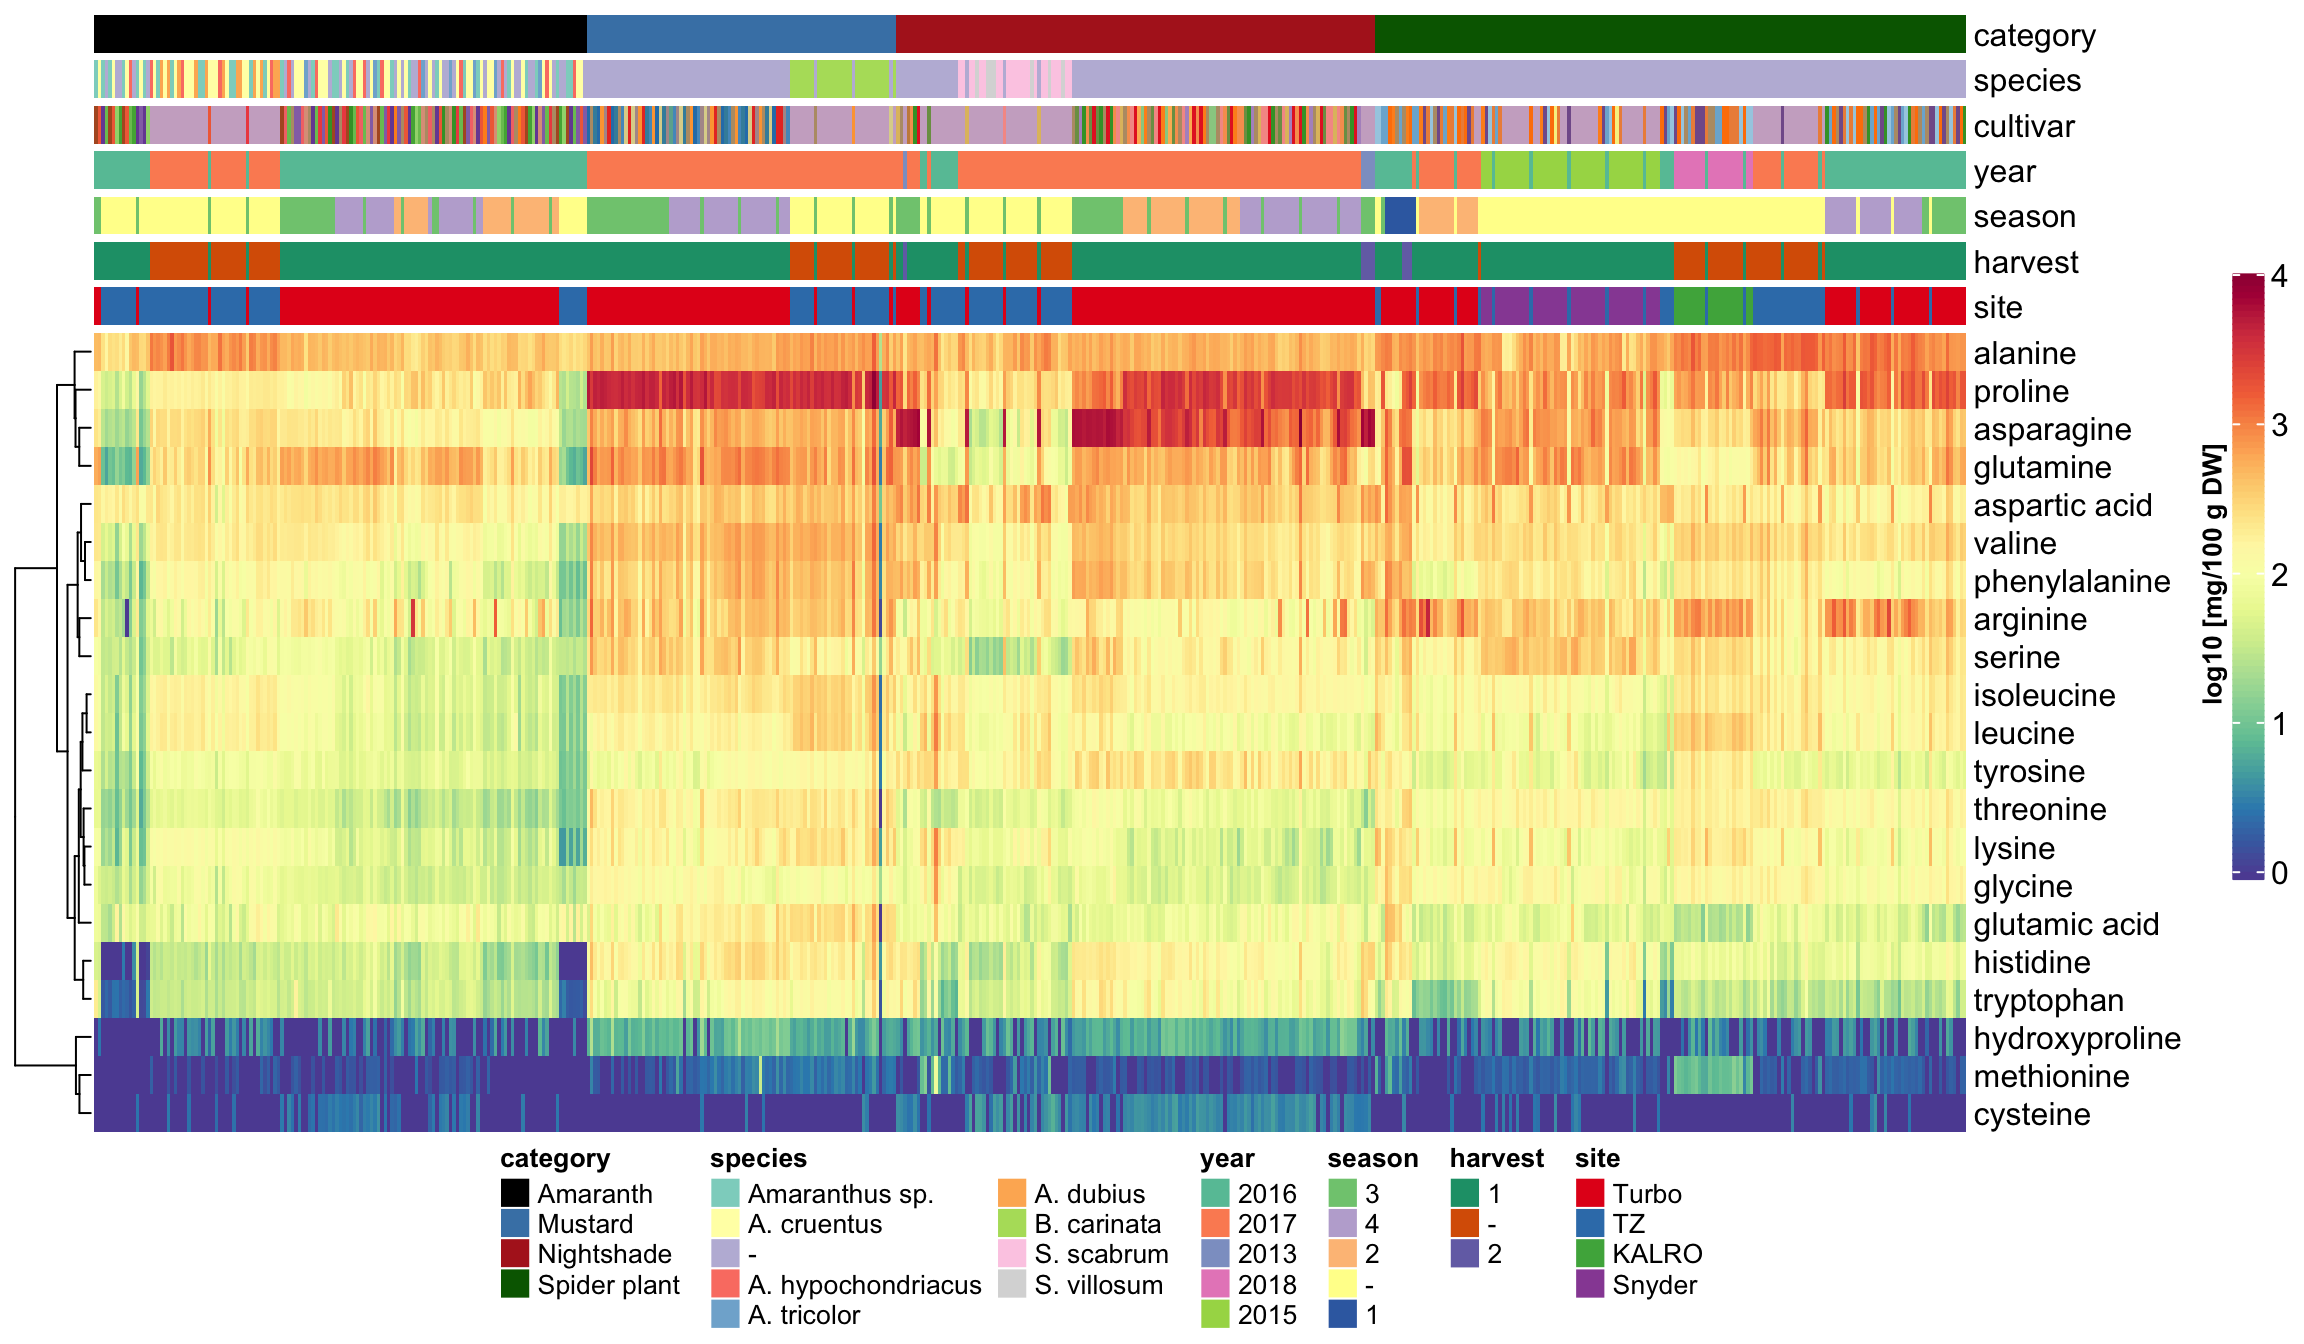 category
species
cultivar
year
season
harvest
site
alanine
proline
asparagine
glutamine
aspartic acid
valine
phenylalanine
arginine
serine
isoleucine
leucine
tyrosine
threonine
lysine
glycine
glutamic acid
histidine
tryptophan
hydroxyproline
methionine
cysteine
log10 [mg/100 g DW]
4
3
2
1
0
category
Amaranth
Mustard
Nightshade
Spider plant
species
Amaranthus sp.
A. cruentus
-
A. hypochondriacus
A. tricolor
A. dubius
B. carinata
S. scabrum
S. villosum
year
2016
2017
2013
2018
2015
season
3
4
2
-
1
harvest
1
-
2
site
Turbo
TZ
KALRO
Snyder